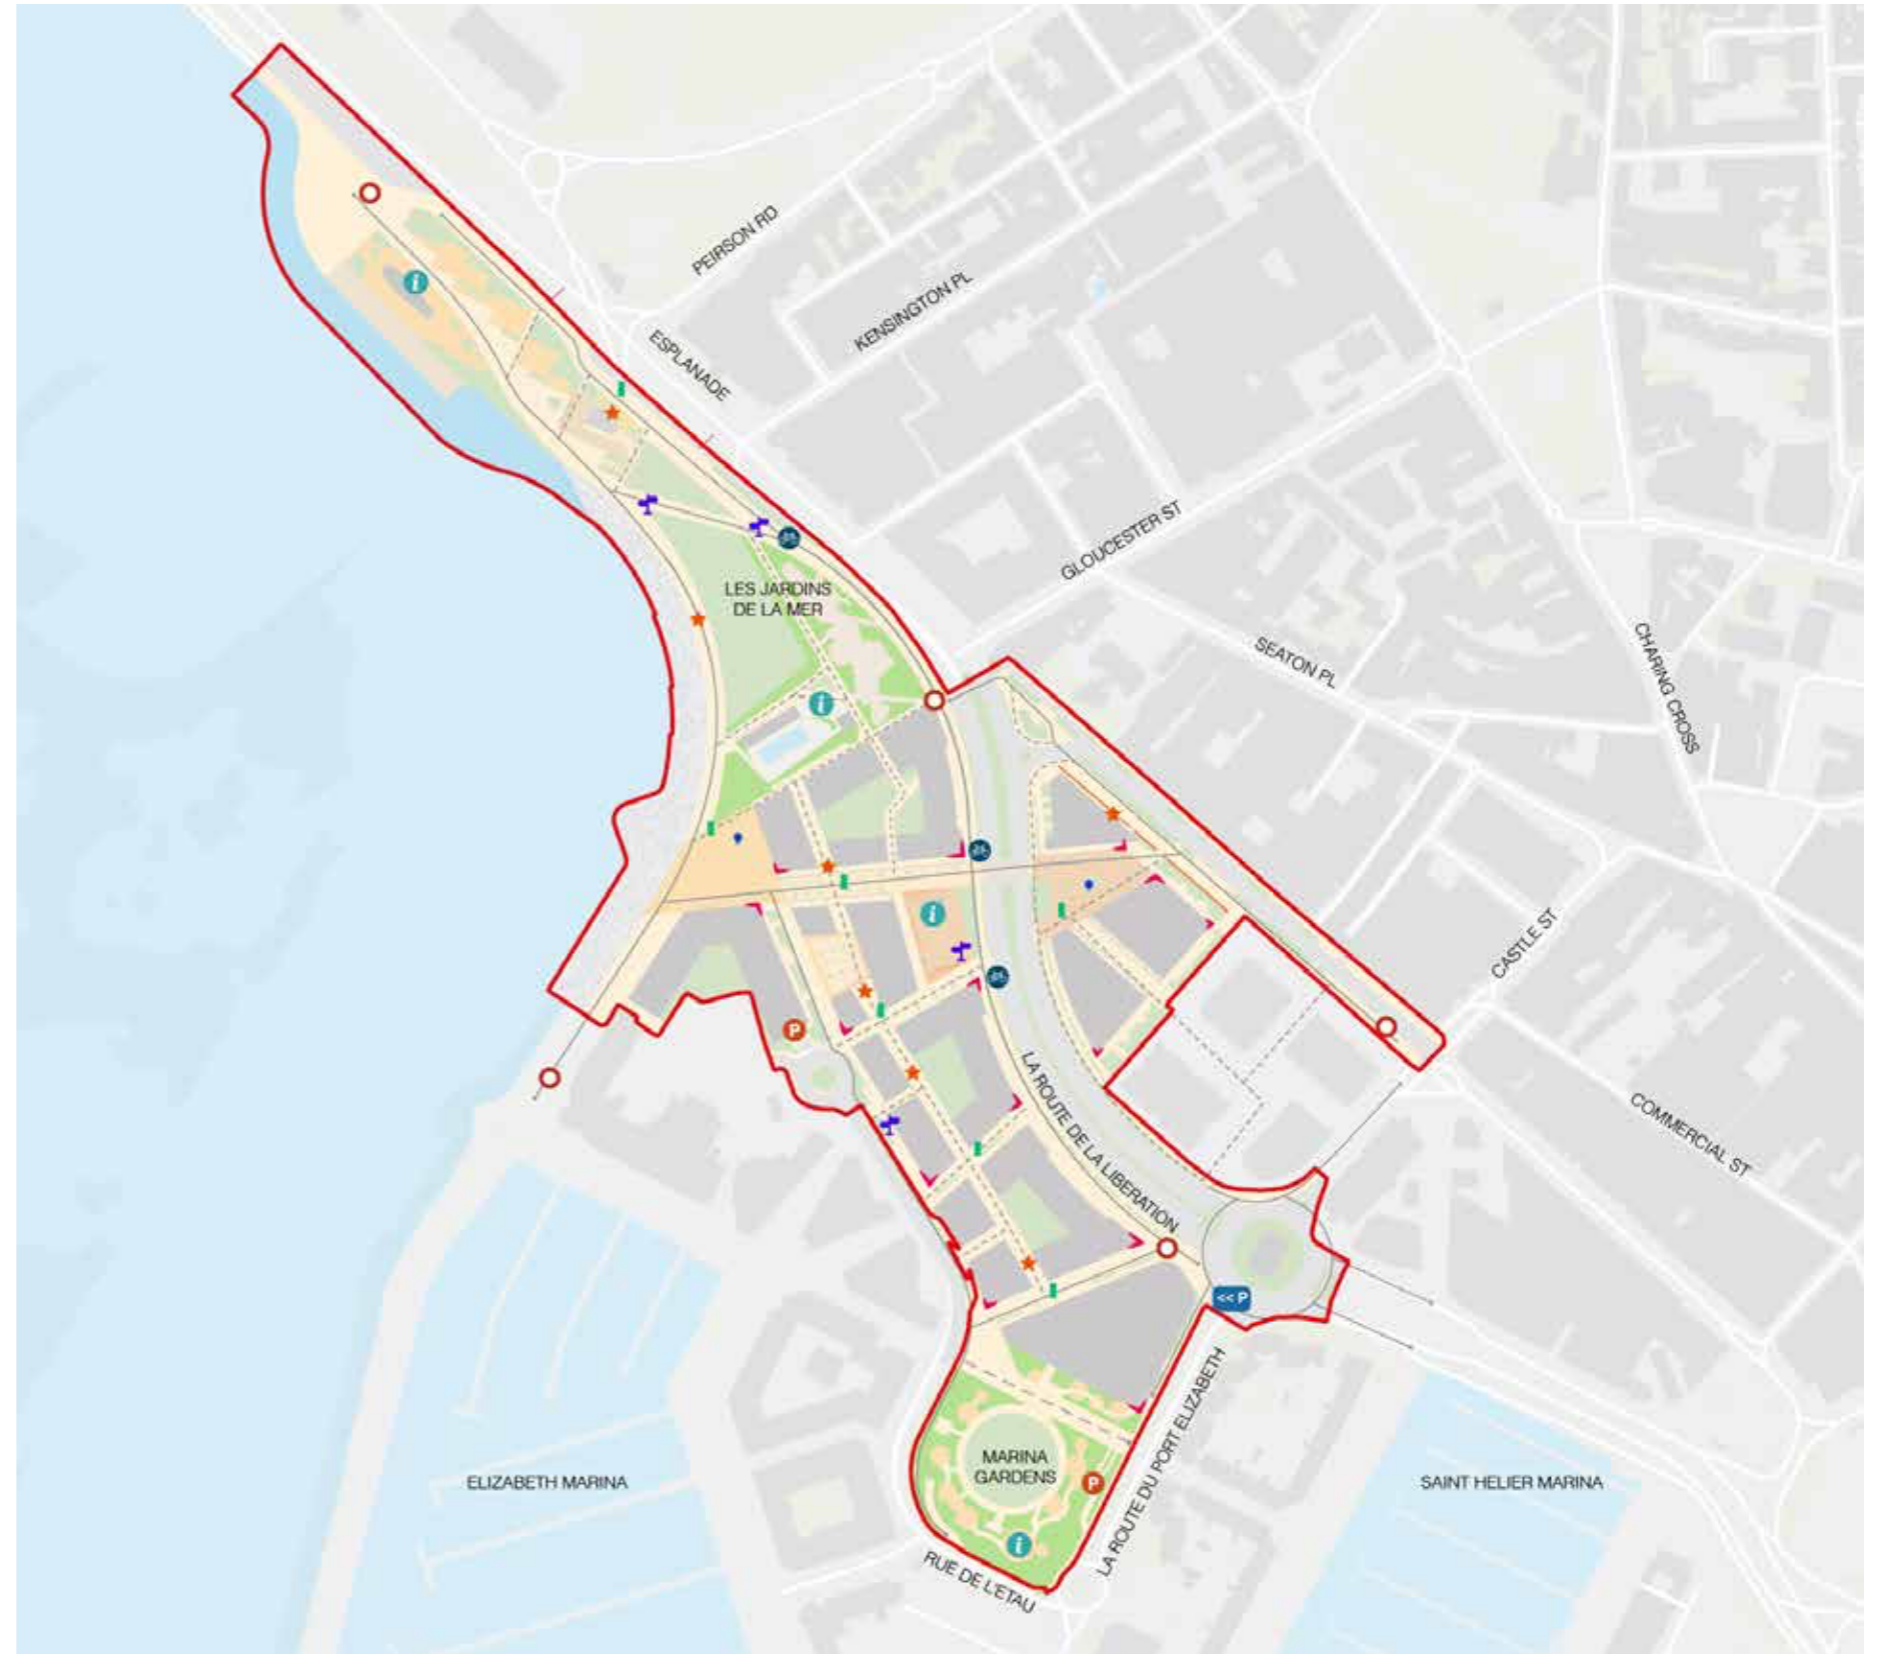 PEIRSON RD
KENSINGTON PL
ESPLANADE
GLOUCESTER ST
LES JARDINS
DE LA MER
SEATON PL
CHARING CROSS
CASTLE ST
P
LA ROUTE DE LA LIBERATION
COMMERCIAL ST
<< P
LA ROUTE DU PORT ELIZABETH
MARINA
GARDENS
P
ELIZABETH MARINA
SAINT HELIER MARINA
RUE DE L'ETAU
i
i
i
i